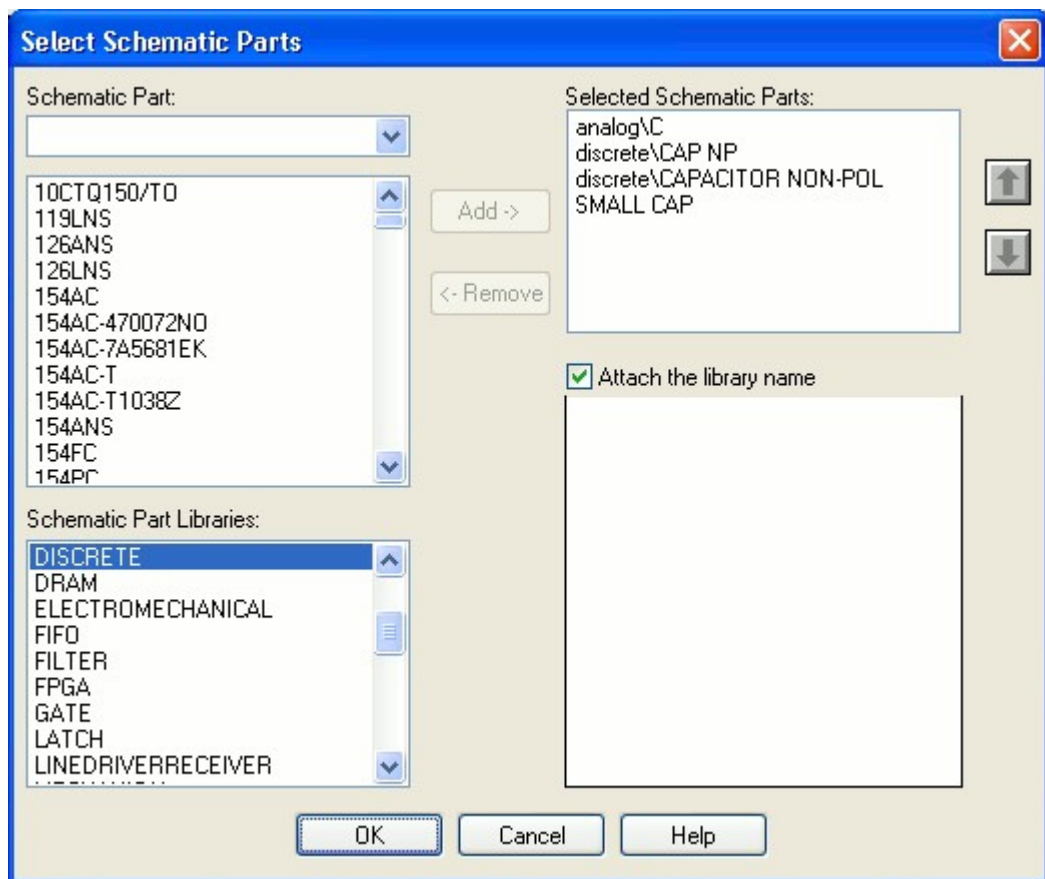 Select Schematic Parts
Schematic Part:
10CTQ150/TO
119LNS
126ANS
126LNS
154AC
154AC-470072NO
154AC-7A5681EK
154AC-T
154AC-T1038Z
154ANS
154FC
154PC
Schematic Part Libraries:
DISCRETE
DRAM
ELECTROMECHANICAL
FIFO
FILTER
FPGA
GATE
LATCH
LINEDRIVERRECEIVER
Add ->
<- Remove
Selected Schematic Parts:
analog\C
discrete\CAP NP
discrete\CAPACITOR NON-POL
SMALL CAP
Attach the library name
OK
Cancel
Help